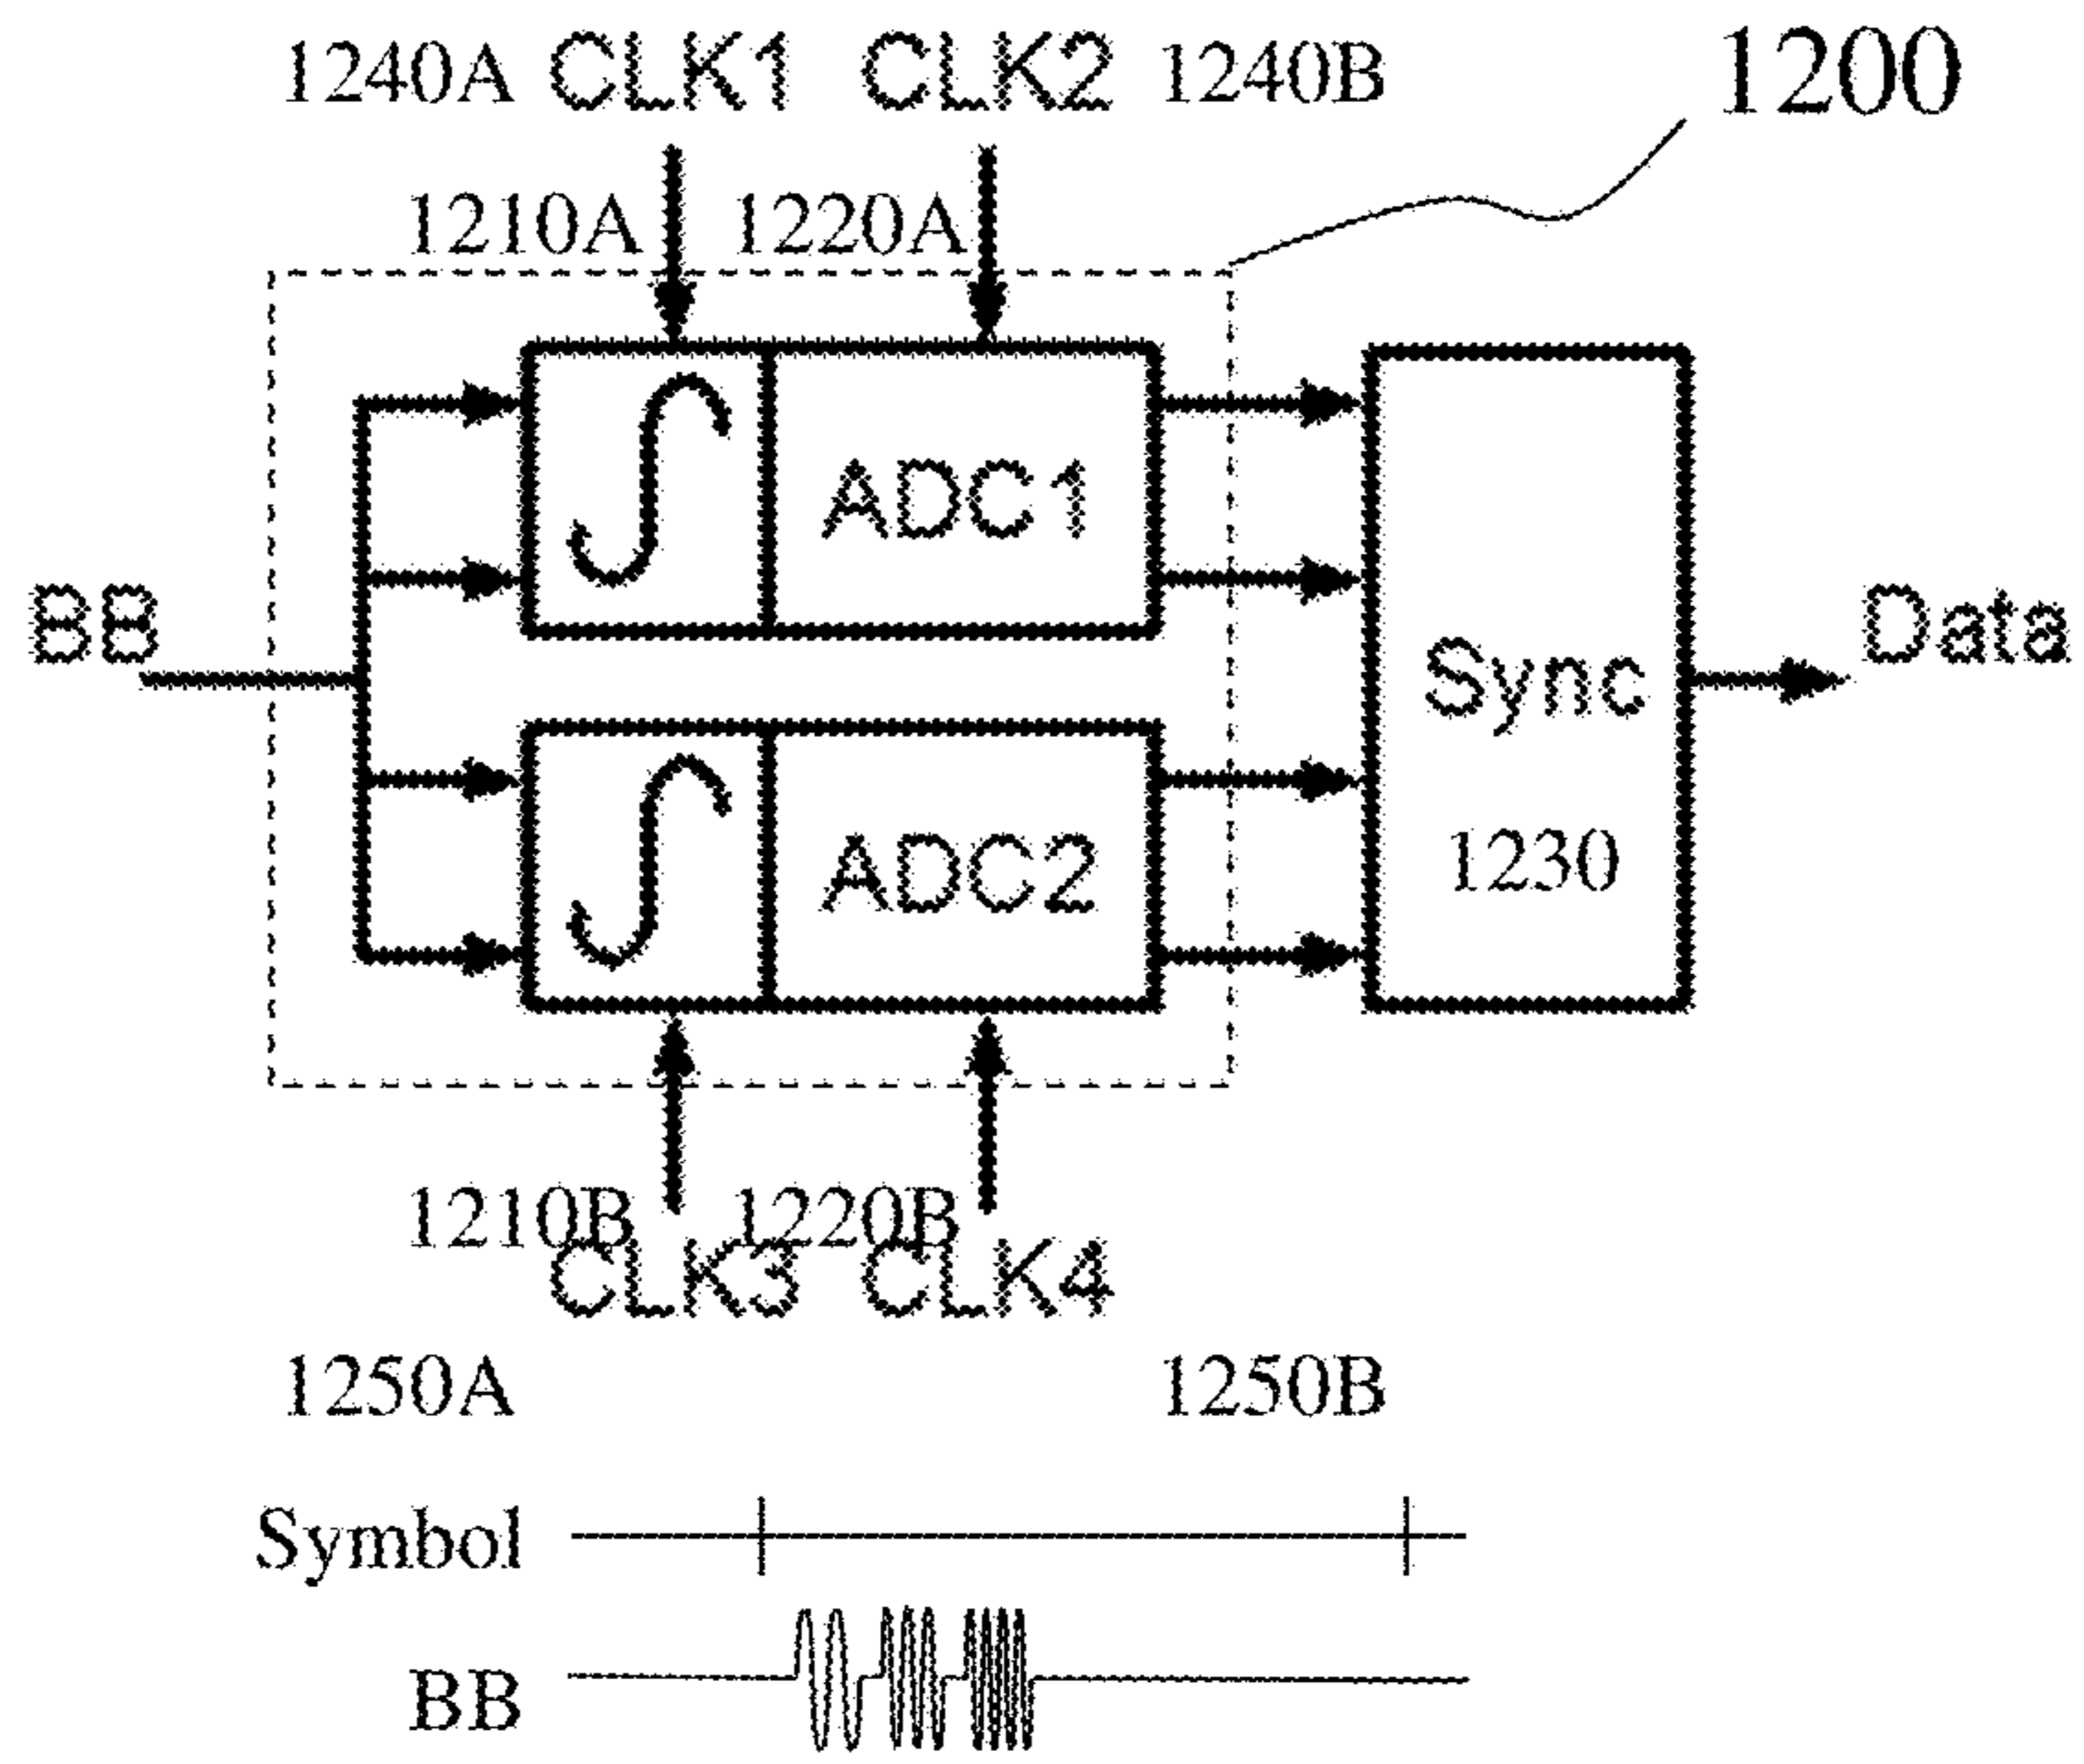 1240A CLK1 CLK2 1240B 1200
1210A 1220A
ADC1
BB Data
Sync
ADC2 1230
1210B 1220B
CLK3 CLK4
1250A 1250B
Symbol
BB